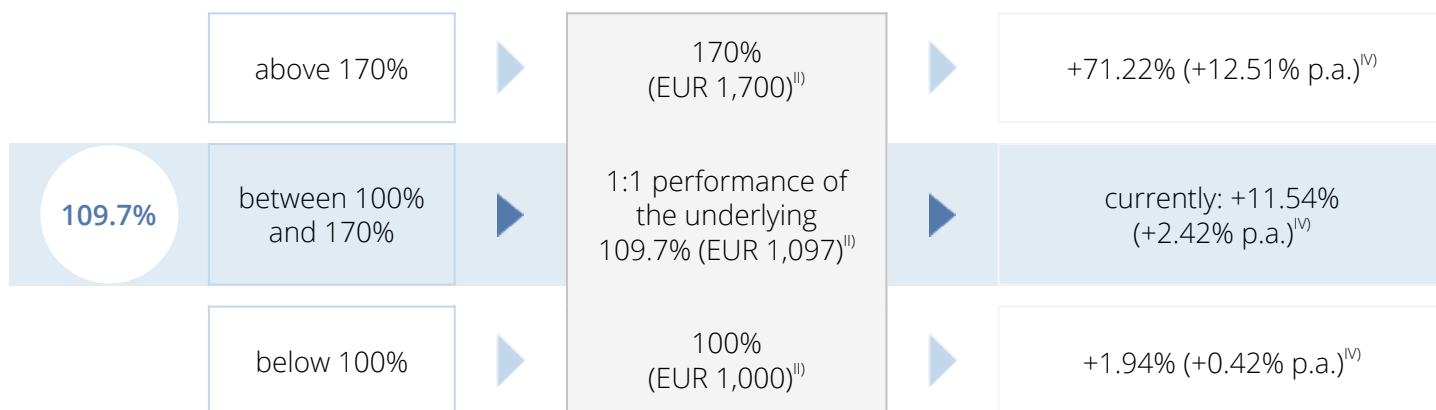 above 170%
170%
(EUR 1,700)II)
+71.22% (+12.51% p.a.)IV)
109.7%
between 100%
and 170%
1:1 performance of
the underlying
109.7% (EUR 1,097)II)
currently: +11.54%
(+2.42% p.a.)IV)
below 100%
100%
(EUR 1,000)II)
+1.94% (+0.42% p.a.)IV)